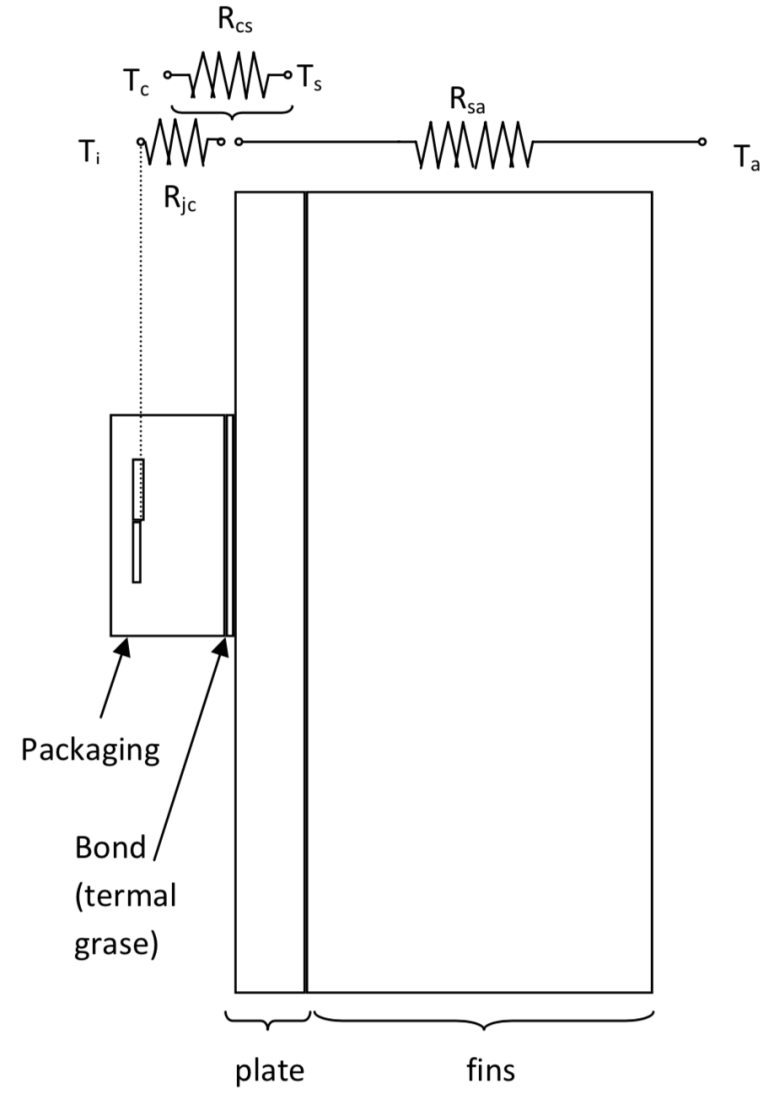 Rcs
Tc
Ts
Rsa
Ti
Ta
Rjc
Packaging
Bond
(termal
grase)
plate
fins